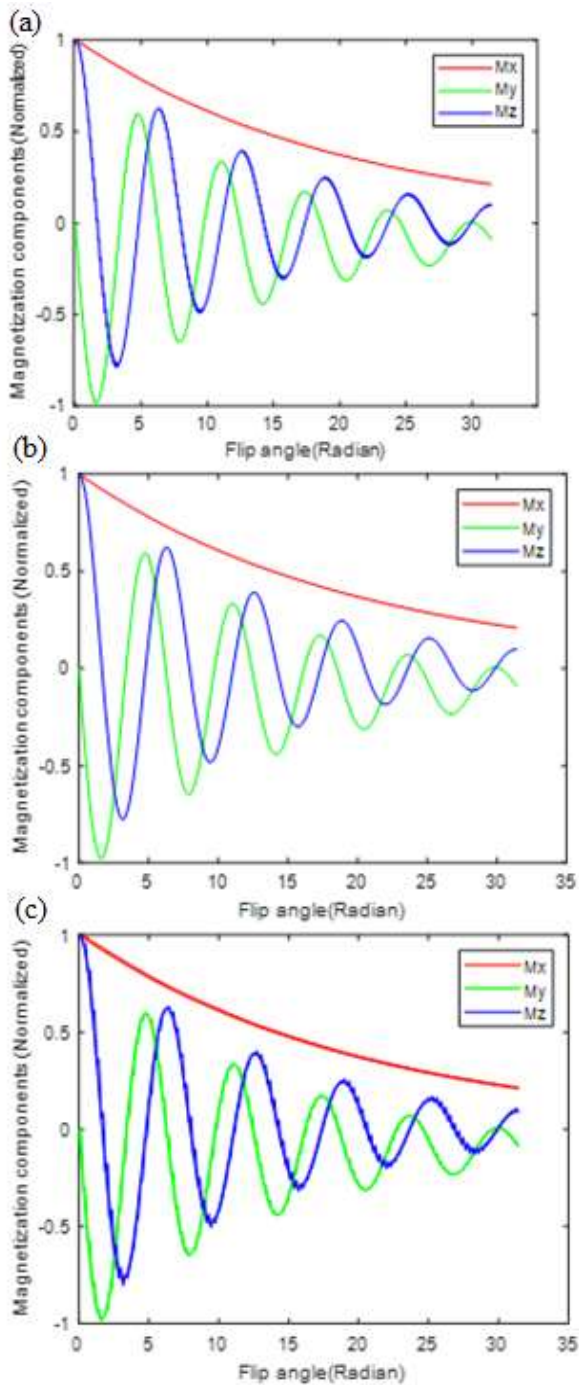 (a)
Magnetization components (Normalized)
1
0.5
0
-0.5
-1
Mx
My
Mz
0 5 10 15 20 25 30
Flip angle(Radian)
(b)
Magnetization components (Normalized)
1
0.5
0
-0.5
-1
Mx
My
Mz
0 5 10 15 20 25 30 35
Flip angle(Radian)
(c)
Magnetization components (Normalized)
1
0.5
0
-0.5
-1
Mx
My
Mz
0 5 10 15 20 25 30 35
Flip angle(Radian)